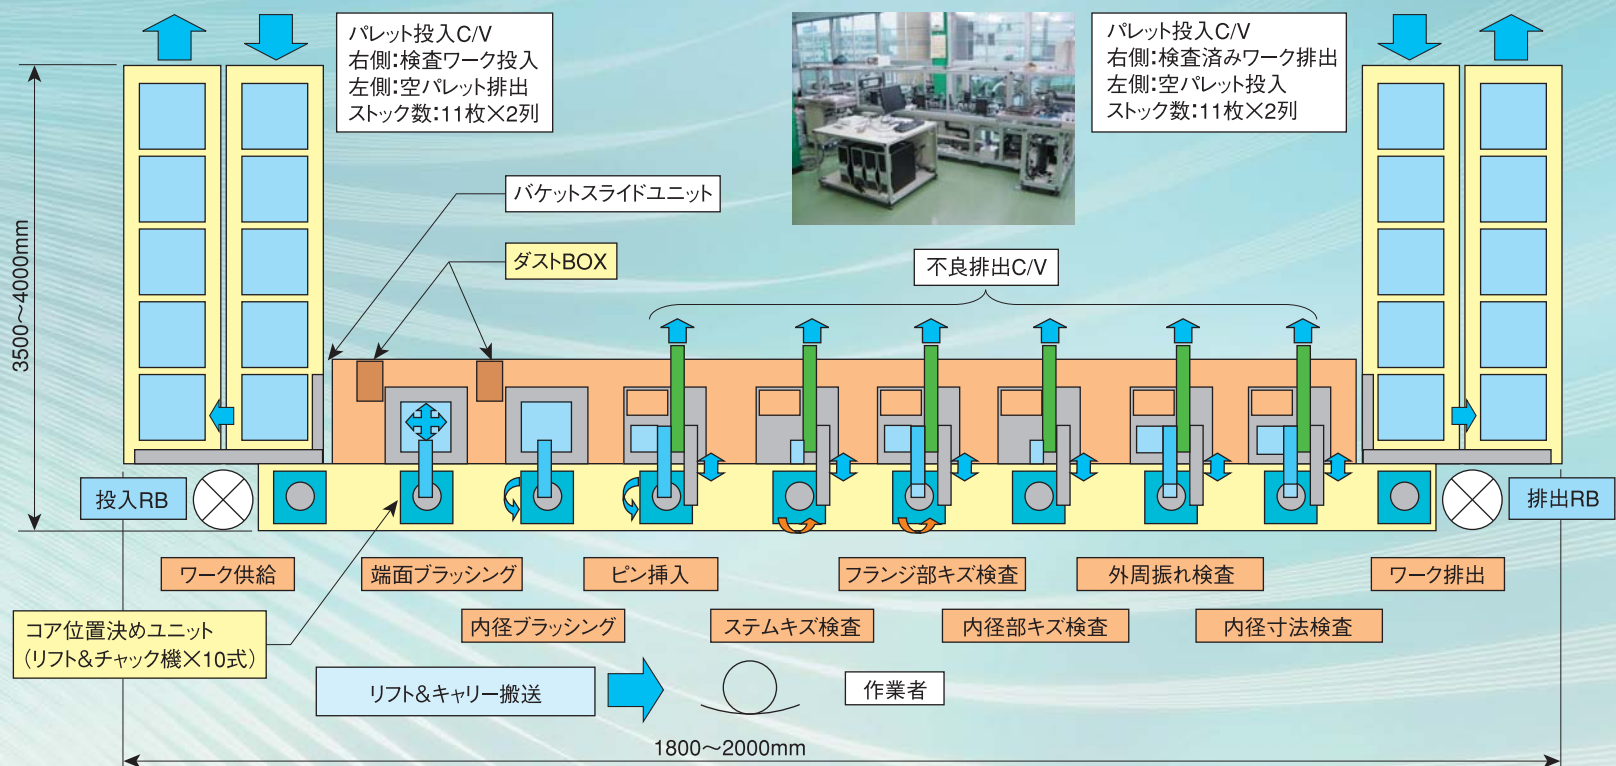 パレット投入C/V
右側:検査ワーク投入
左側:空パレット排出
ストック数:11枚×2列
パレット投入C/V
右側:検査済みワーク排出
左側:空パレット投入
ストック数:11枚×2列
バケットスライドユニット
ダストBOX
不良排出C/V
3500〜4000mm
投入RB
排出RB
ワーク供給
端面ブラッシング
ピン挿入
フランジ部キズ検査
外周振れ検査
ワーク排出
内径ブラッシング
ステムキズ検査
内径部キズ検査
内径寸法検査
コア位置決めユニット
(リフト&チャック機×10式)
リフト&キャリー搬送
作業者
1800〜2000mm